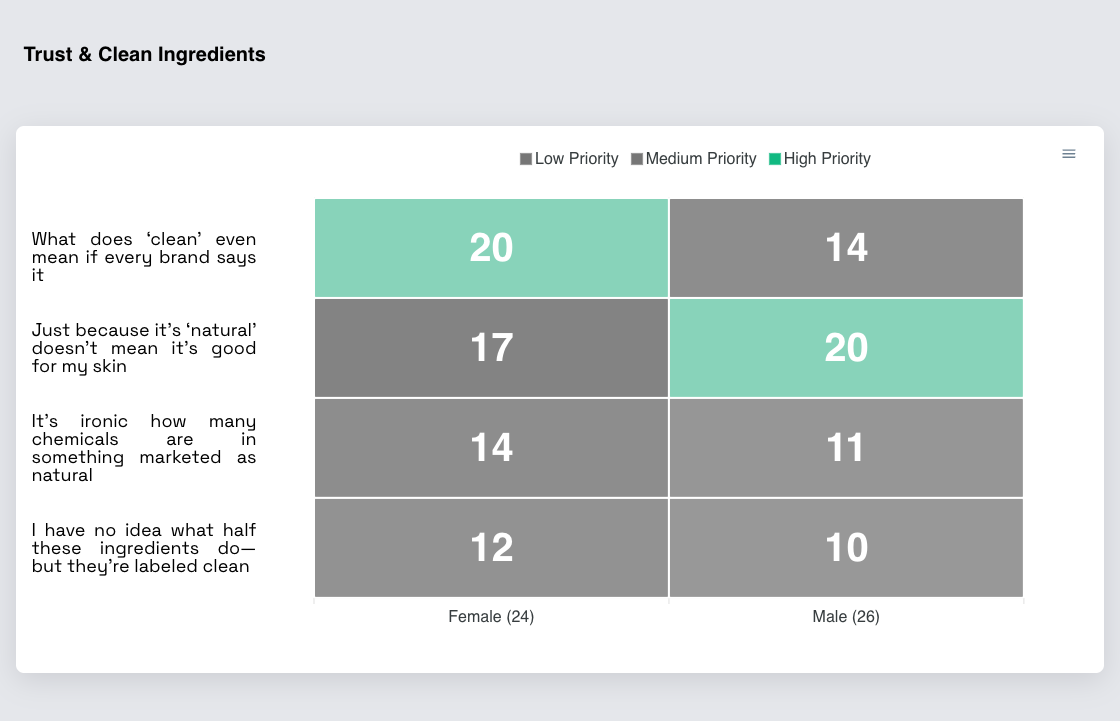 Trust & Clean Ingredients
Low Priority Medium Priority High Priority
What does ‘clean’ even
mean if every brand says
it
20 14
Just because it’s ‘natural’
doesn’t mean it’s good
for my skin
17 20
It’s ironic how many
chemicals are in
something marketed as
natural
14 11
I have no idea what half
these ingredients do—
but they’re labeled clean
12 10
Female (24) Male (26)